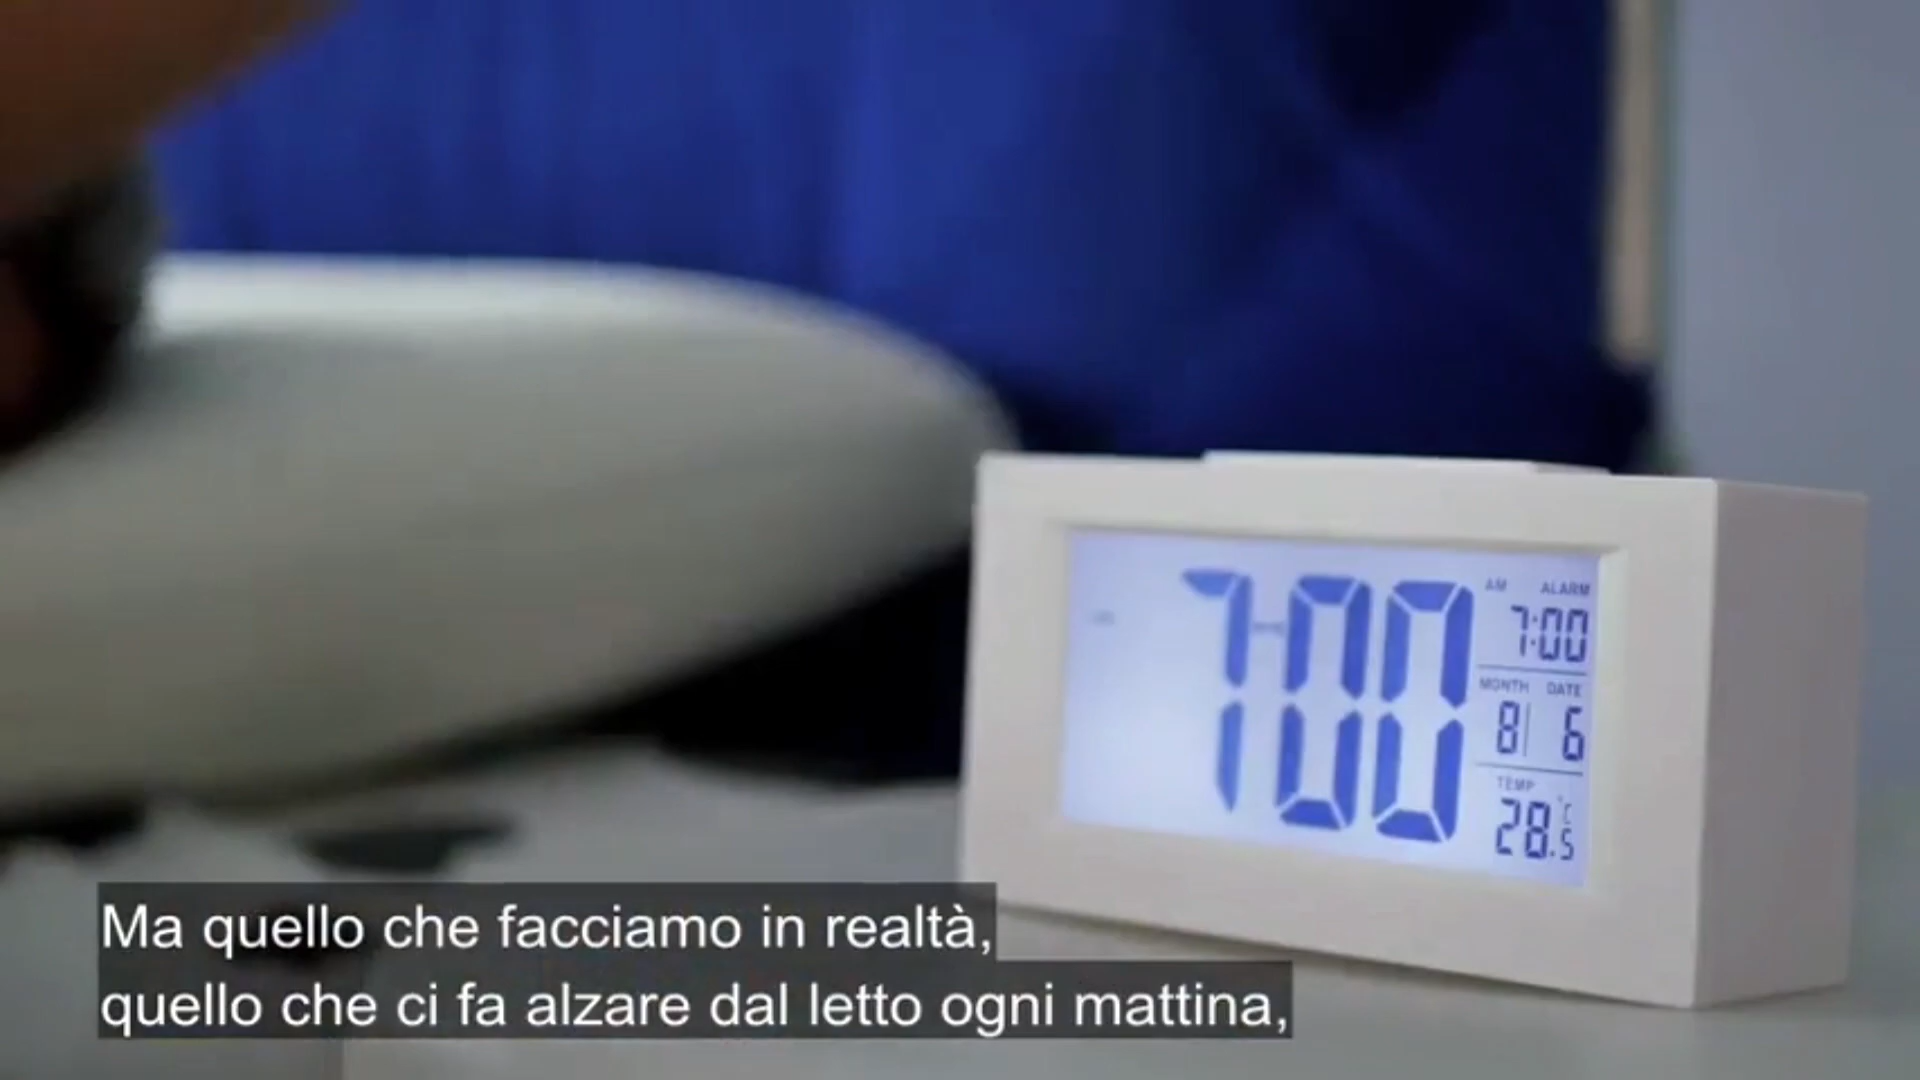 7:00
AM ALARM
7:00
MONTH DATE
8 6
TEMP
28.5 °C
Ma quello che facciamo in realtà,
quello che ci fa alzare dal letto ogni mattina,